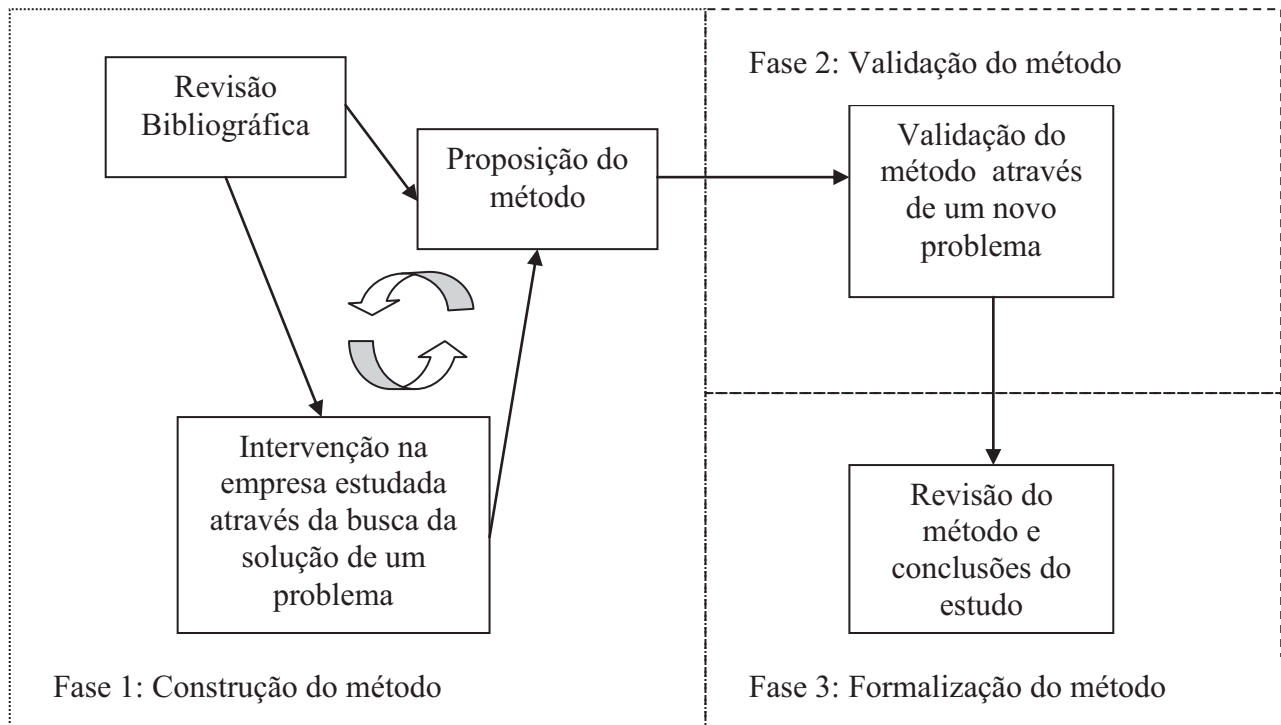 Revisão
Bibliográfica
Proposição do
método
Intervenção na
empresa estudada
através da busca da
solução de um
problema
Fase 1: Construção do método
Fase 2: Validação do método
Validação do
método através
de um novo
problema
Revisão do
método e
conclusões do
estudo
Fase 3: Formalização do método